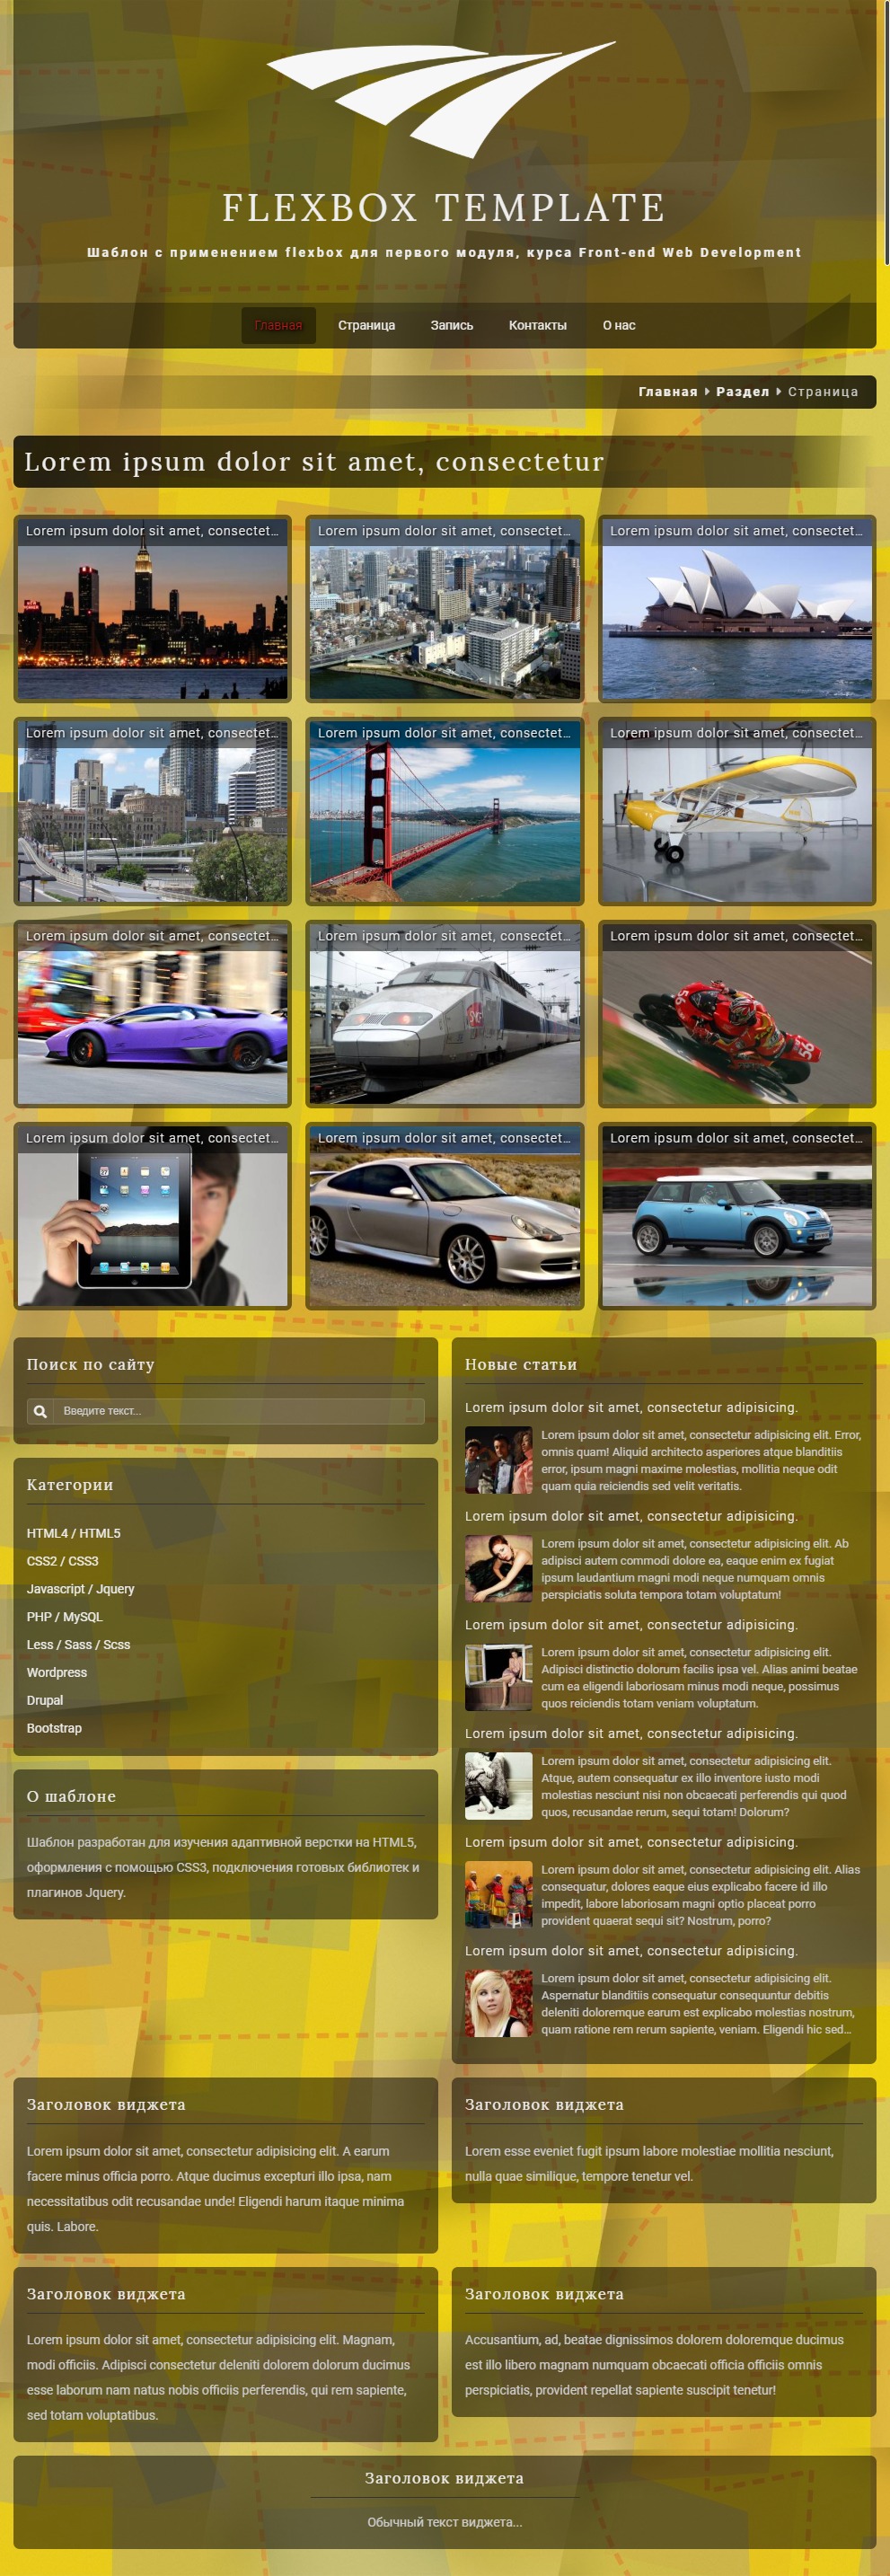 FLEXBOX TEMPLATE
Шаблон с применением flexbox для первого модуля, курса Front-end Web Development
Главная Страница Запись Контакты О нас
Главная Раздел Страница
Lorem ipsum dolor sit amet, consectetur
Lorem ipsum dolor sit amet, consectet...
Lorem ipsum dolor sit amet, consectet...
Lorem ipsum dolor sit amet, consectet...
Lorem ipsum dolor sit amet, consectet...
Lorem ipsum dolor sit amet, consectet...
Lorem ipsum dolor sit amet, consectet...
Lorem ipsum dolor sit amet, consectet...
Lorem ipsum dolor sit amet, consectet...
Lorem ipsum dolor sit amet, consectet...
56
Lorem ipsum dolor sit amet, consectet...
Lorem ipsum dolor sit amet, consectet...
Lorem ipsum dolor sit amet, consectet...
Поиск по сайту
Введите текст...
Категории
HTML4 / HTML5
CSS2 / CSS3
Javascript / Jquery
PHP / MySQL
Less / Sass / Scss
Wordpress
Drupal
Bootstrap
О шаблоне
Шаблон разработан для изучения адаптивной верстки на HTML5,
оформления с помощью CSS3, подключения готовых библиотек и
плагинов Jquery.
Новые статьи
Lorem ipsum dolor sit amet, consectetur adipisicing.
Lorem ipsum dolor sit amet, consectetur adipisicing elit. Error,
omnis quam! Aliquid architecto asperiores atque blanditiis
error, ipsum magni maxime molestias, mollitia neque odit
quam quia reiciendis sed velit veritatis.
Lorem ipsum dolor sit amet, consectetur adipisicing.
Lorem ipsum dolor sit amet, consectetur adipisicing elit. Ab
adipisci autem commodi dolore ea, eaque enim ex fugiat
ipsum laudantium magni modi neque numquam omnis
perspiciatis soluta tempora totam voluptatum!
Lorem ipsum dolor sit amet, consectetur adipisicing.
Lorem ipsum dolor sit amet, consectetur adipisicing elit.
Adipisci distinctio dolorum facilis ipsa vel. Alias animi beatae
cum ea eligendi laboriosam minus modi neque, possimus
quos reiciendis totam veniam voluptatum.
Lorem ipsum dolor sit amet, consectetur adipisicing.
Lorem ipsum dolor sit amet, consectetur adipisicing elit.
Atque, autem consequatur ex illo inventore iusto modi
molestias nesciunt nisi non obcaecati perferendis qui quod
quos, recusandae rerum, sequi totam! Dolorum?
Lorem ipsum dolor sit amet, consectetur adipisicing.
Lorem ipsum dolor sit amet, consectetur adipisicing elit. Alias
consequatur, dolores eaque eius explicabo facere id illo
impedit, labore laboriosam magni optio placeat porro
provident quaerat sequi sit? Nostrum, porro?
Lorem ipsum dolor sit amet, consectetur adipisicing.
Lorem ipsum dolor sit amet, consectetur adipisicing elit.
Aspernatur blanditiis consequatur consequuntur debitis
deleniti doloremque earum est explicabo molestias nostrum,
quam ratione rem rerum sapiente, veniam. Eligendi hic sed...
Заголовок виджета
Lorem ipsum dolor sit amet, consectetur adipisicing elit. A earum
facere minus officia porro. Atque ducimus excepturi illo ipsa, nam
necessitatibus odit recusandae unde! Eligendi harum itaque minima
quis. Labore.
Заголовок виджета
Lorem esse eveniet fugit ipsum labore molestiae mollitia nesciunt,
nulla quae similique, tempore tenetur vel.
Заголовок виджета
Lorem ipsum dolor sit amet, consectetur adipisicing elit. Magnam,
modi officiis. Adipisci consectetur deleniti dolorem dolorum ducimus
esse laborum nam natus nobis officiis perferendis, qui rem sapiente,
sed totam voluptatibus.
Заголовок виджета
Accusantium, ad, beatae dignissimos dolorem doloremque ducimus
est illo libero magnam numquam obcaecati officia officiis omnis
perspiciatis, provident repellat sapiente suscipit tenetur!
Заголовок виджета
Обычный текст виджета...